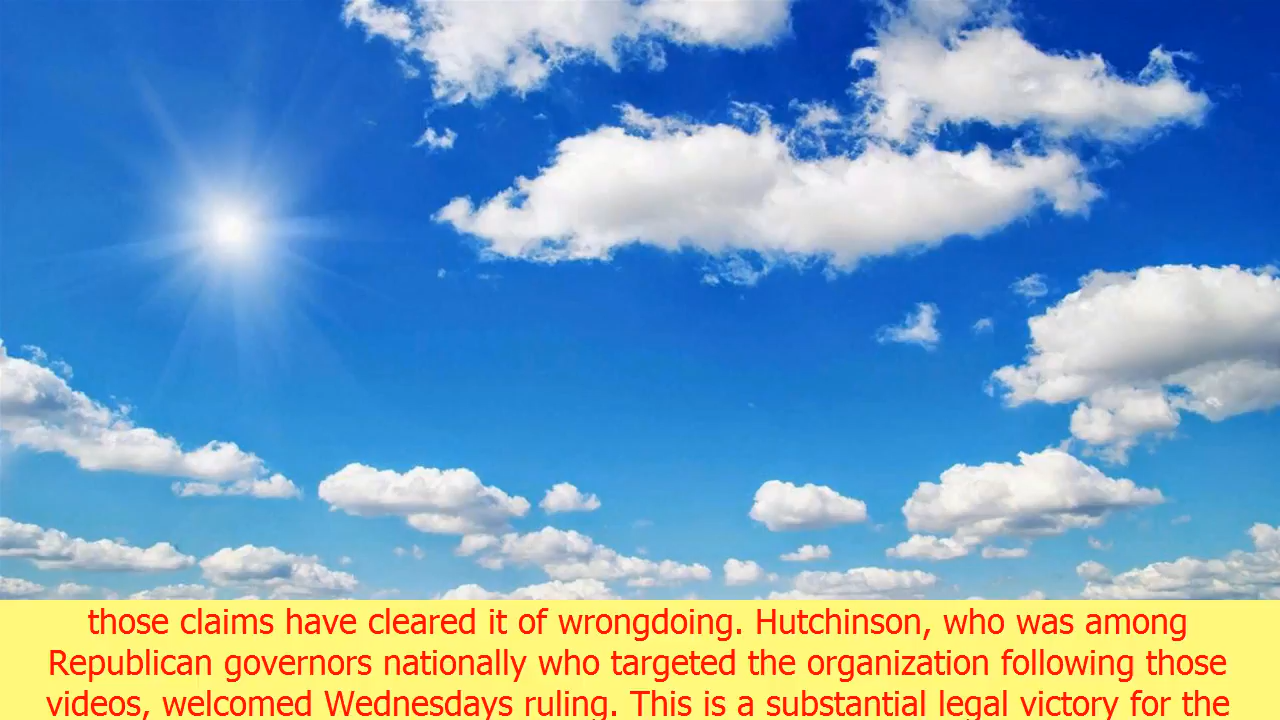 those claims have cleared it of wrongdoing. Hutchinson, who was among
Republican governors nationally who targeted the organization following those
videos, welcomed Wednesdays ruling. This is a substantial legal victory for the